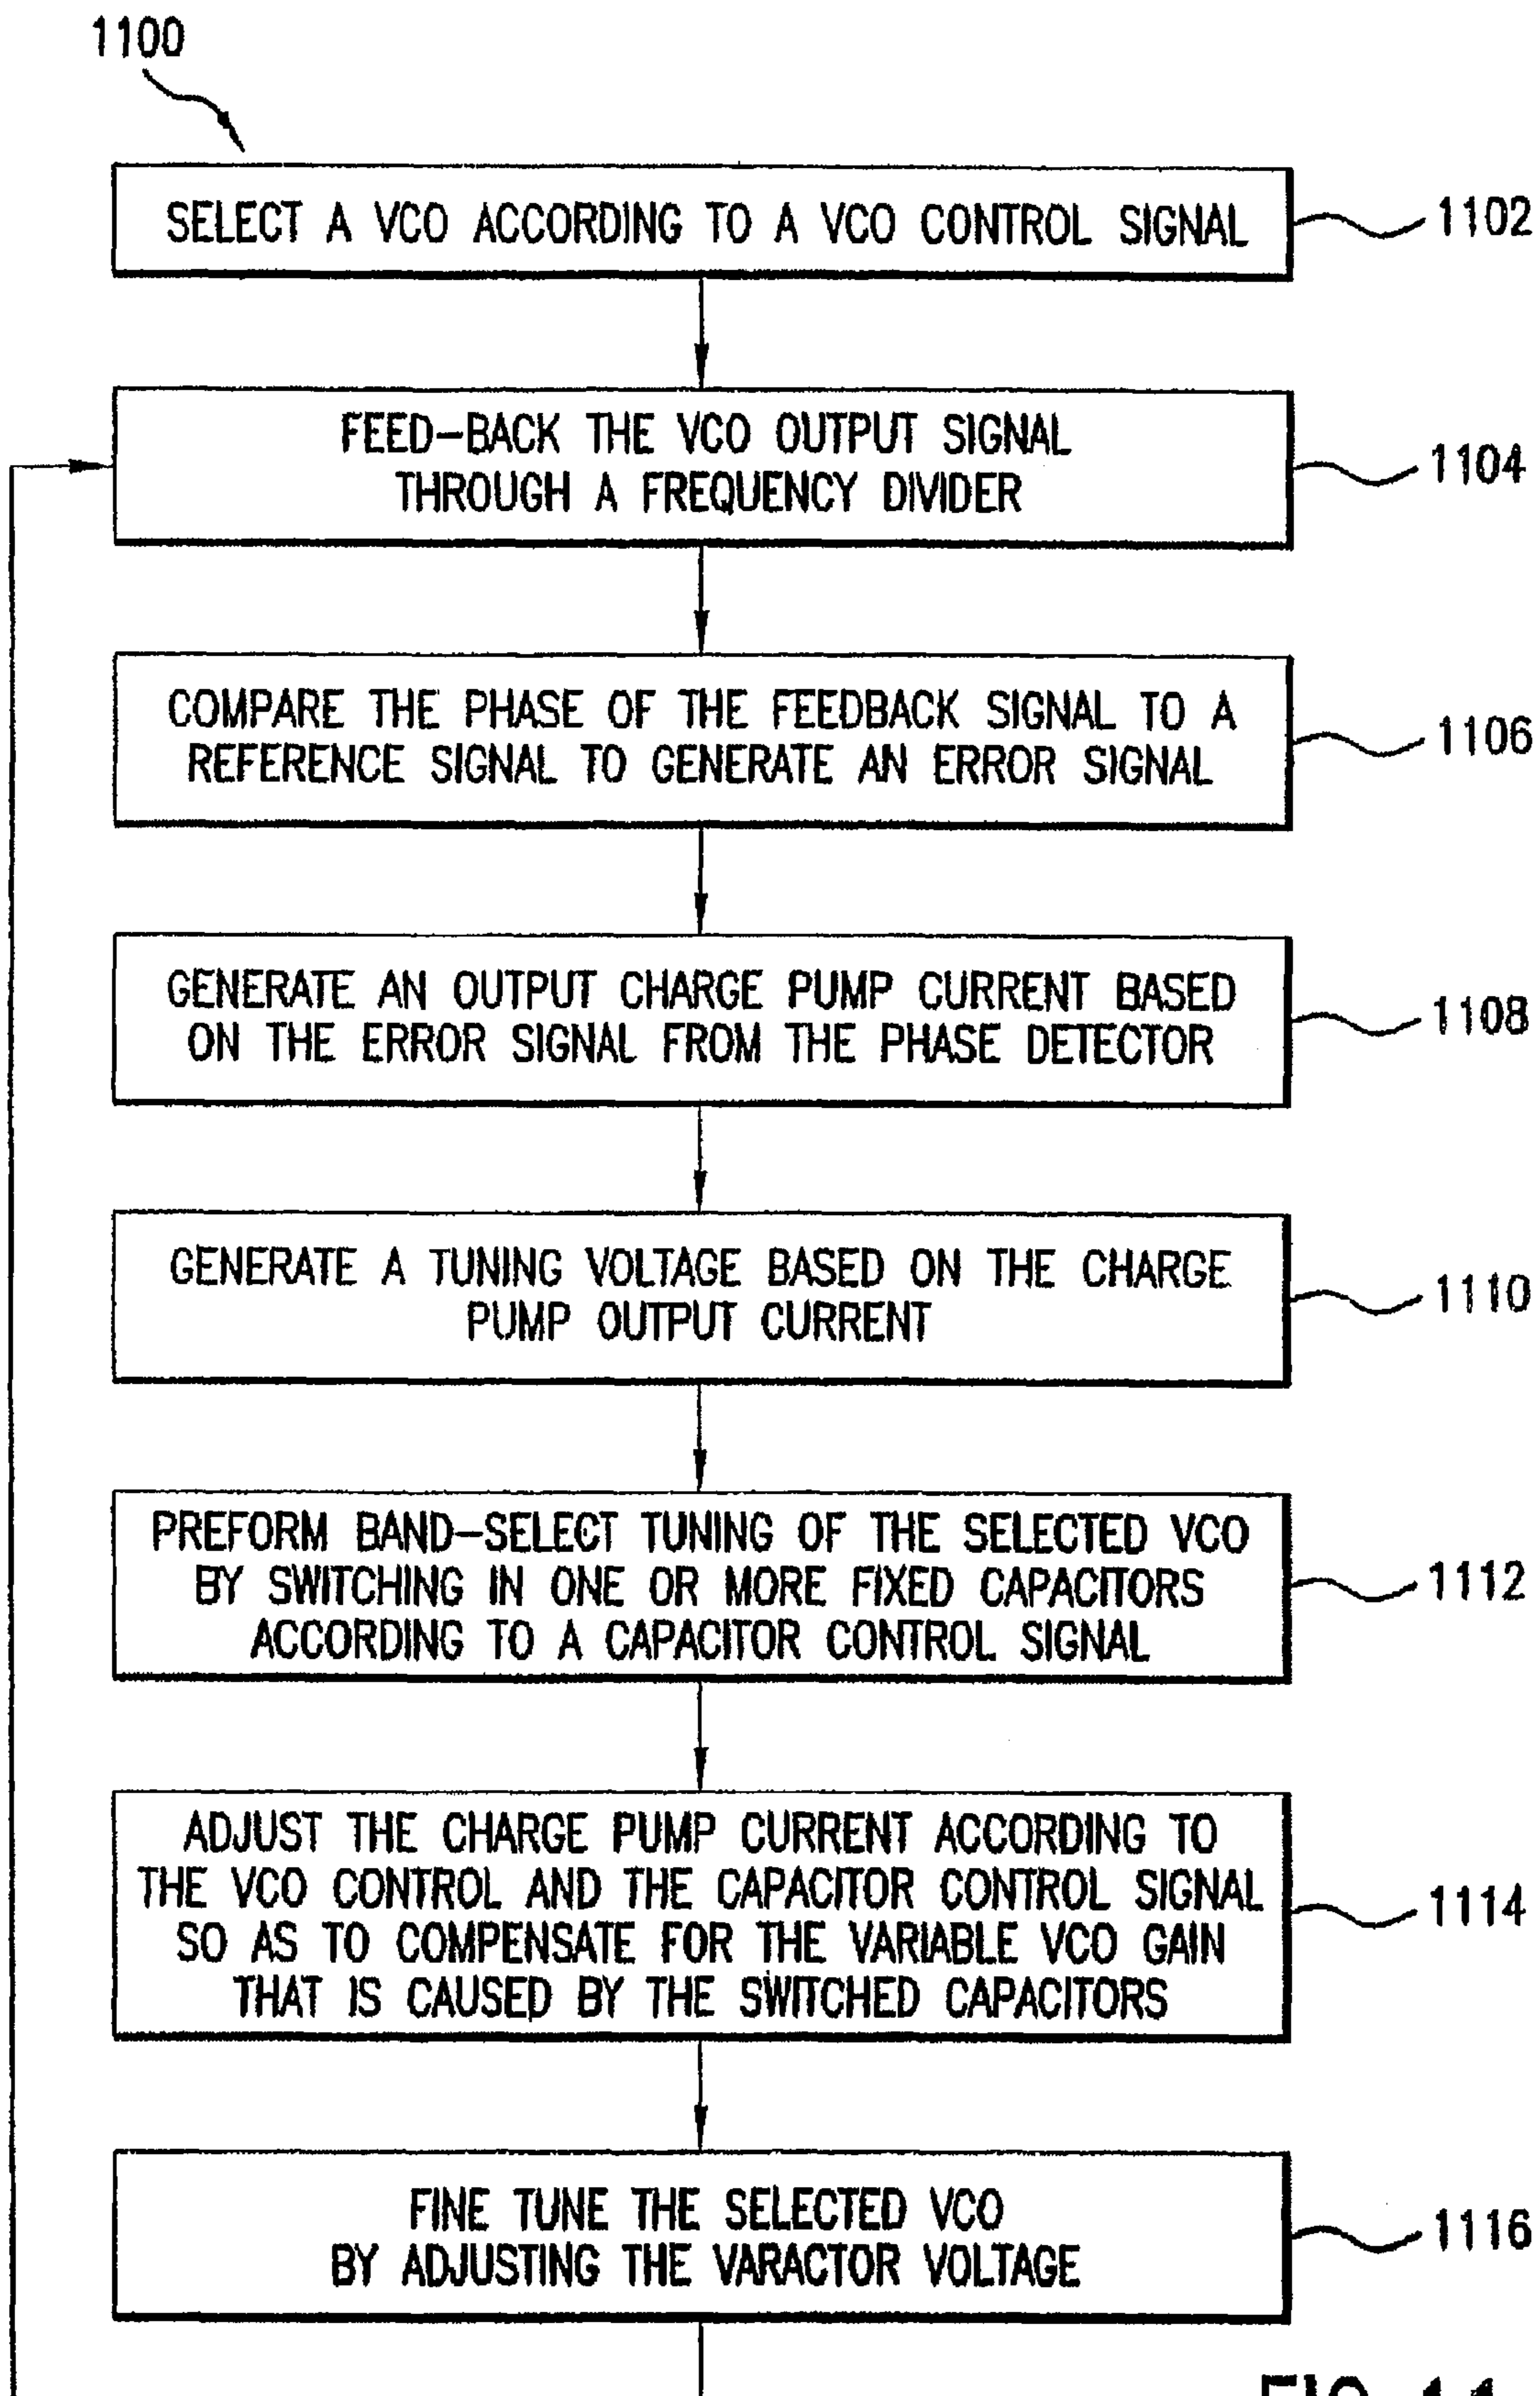 1100
SELECT A VCO ACCORDING TO A VCO CONTROL SIGNAL
1102
FEED-BACK THE VCO OUTPUT SIGNAL
THROUGH A FREQUENCY DIVIDER
1104
COMPARE THE PHASE OF THE FEEDBACK SIGNAL TO A
REFERENCE SIGNAL TO GENERATE AN ERROR SIGNAL
1106
GENERATE AN OUTPUT CHARGE PUMP CURRENT BASED
ON THE ERROR SIGNAL FROM THE PHASE DETECTOR
1108
GENERATE A TUNING VOLTAGE BASED ON THE CHARGE
PUMP OUTPUT CURRENT
1110
PREFORM BAND-SELECT TUNING OF THE SELECTED VCO
BY SWITCHING IN ONE OR MORE FIXED CAPACITORS
ACCORDING TO A CAPACITOR CONTROL SIGNAL
1112
ADJUST THE CHARGE PUMP CURRENT ACCORDING TO
THE VCO CONTROL AND THE CAPACITOR CONTROL SIGNAL
SO AS TO COMPENSATE FOR THE VARIABLE VCO GAIN
THAT IS CAUSED BY THE SWITCHED CAPACITORS
1114
FINE TUNE THE SELECTED VCO
BY ADJUSTING THE VARACTOR VOLTAGE
1116